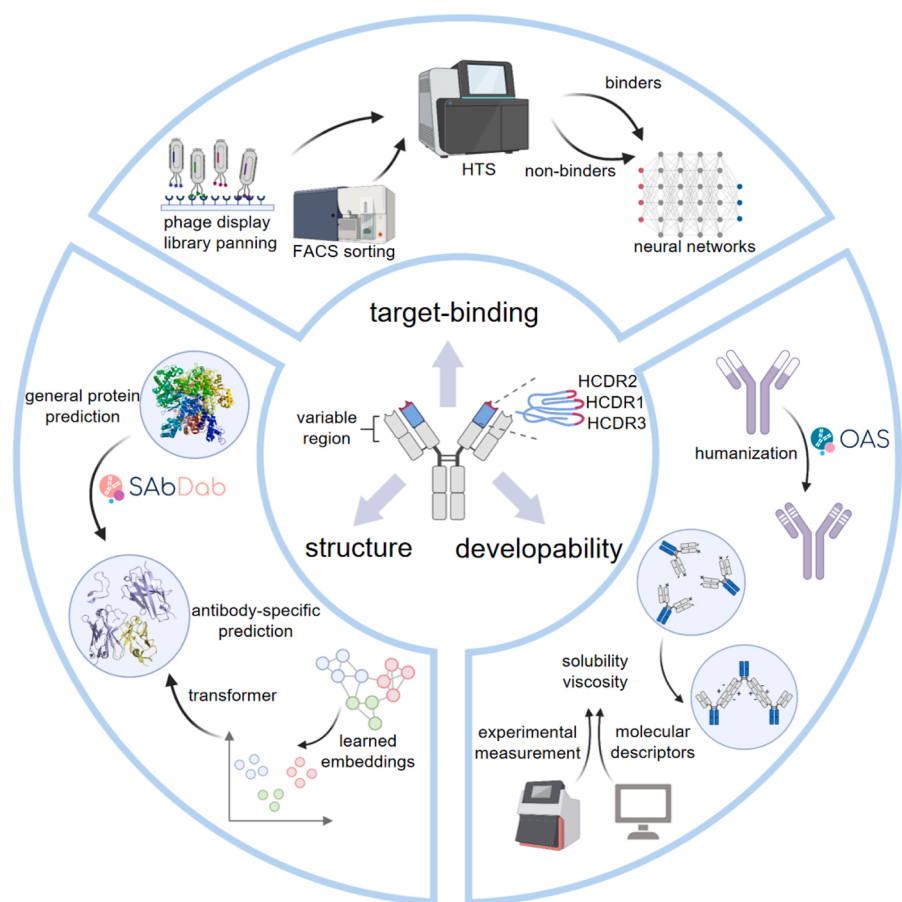 binders
HTS
non-binders
phage display
library panning
FACS sorting
neural networks
target-binding
HCDR2
HCDR1
HCDR3
variable
region
structure
developability
general protein
prediction
SAbDab
antibody-specific
prediction
transformer
learned
embeddings
humanization
OAS
solubility
viscosity
experimental
measurement
molecular
descriptors